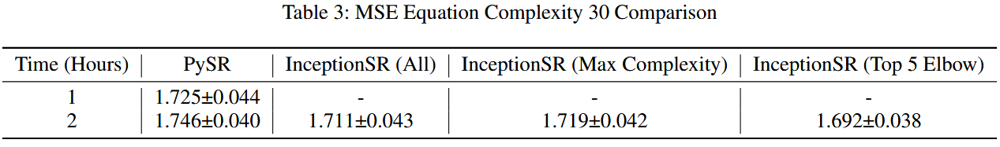 Table 3: MSE Equation Complexity 30 Comparison
Time (Hours) PySR InceptionSR (All) InceptionSR (Max Complexity) InceptionSR (Top 5 Elbow)
1 1.725±0.044 - - -
2 1.746±0.040 1.711±0.043 1.719±0.042 1.692±0.038